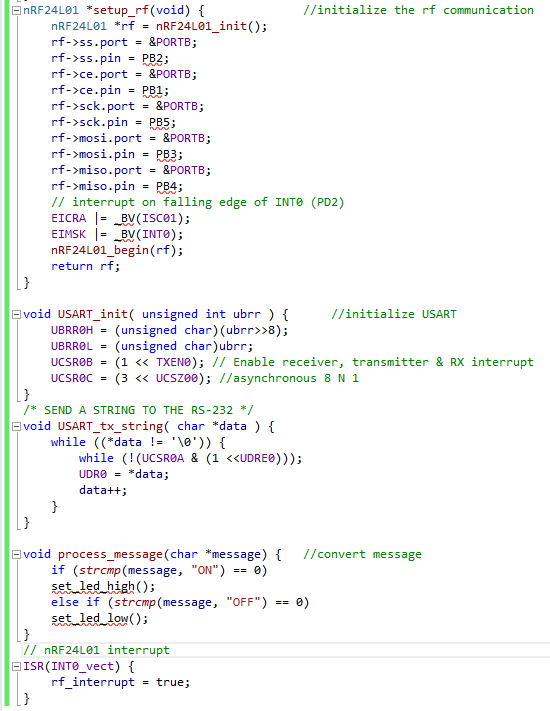 nRF24L01 *setup_rf(void) {              //initialize the rf communication
    nRF24L01 *rf = nRF24L01_init();
    rf->ss.port = &PORTB;
    rf->ss.pin = PB2;
    rf->ce.port = &PORTB;
    rf->ce.pin = PB1;
    rf->sck.port = &PORTB;
    rf->sck.pin = PB5;
    rf->mosi.port = &PORTB;
    rf->mosi.pin = PB3;
    rf->miso.port = &PORTB;
    rf->miso.pin = PB4;
    // interrupt on falling edge of INT0 (PD2)
    EICRA |= _BV(ISC01);
    EIMSK |= _BV(INT0);
    nRF24L01_begin(rf);
    return rf;
}

void USART_init( unsigned int ubrr ) {      //initialize USART
    UBRR0H = (unsigned char)(ubrr>>8);
    UBRR0L = (unsigned char)ubrr;
    UCSR0B = (1 << TXEN0); // Enable receiver, transmitter & RX interrupt
    UCSR0C = (3 << UCSZ00); //asynchronous 8 N 1
}
/* SEND A STRING TO THE RS-232 */
void USART_tx_string( char *data ) {
    while ((*data != '\0')) {
        while (!(UCSR0A & (1 <<UDRE0)));
        UDR0 = *data;
        data++;
    }
}

void process_message(char *message) {   //convert message
    if (strcmp(message, "ON") == 0)
    set_led_high();
    else if (strcmp(message, "OFF") == 0)
    set_led_low();
}
// nRF24L01 interrupt
ISR(INT0_vect) {
    rf_interrupt = true;
}